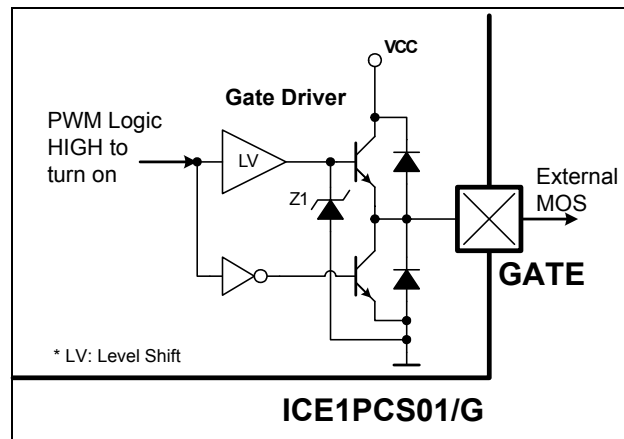 VCC
Gate Driver
PWM Logic
HIGH to
turn on
LV
Z1
External
MOS
GATE
* LV: Level Shift
ICE1PCS01/G